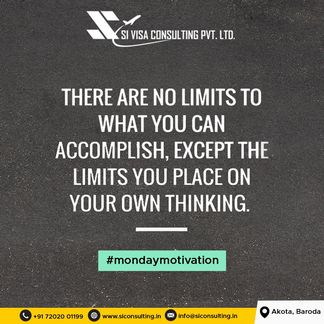 SI VISA CONSULTING PVT. LTD.
THERE ARE NO LIMITS TO
WHAT YOU CAN
ACCOMPLISH, EXCEPT THE
LIMITS YOU PLACE ON
YOUR OWN THINKING.
#mondaymotivation
+91 72020 01199
www.siconsulting.in
info@siconsulting.in
Akota, Baroda